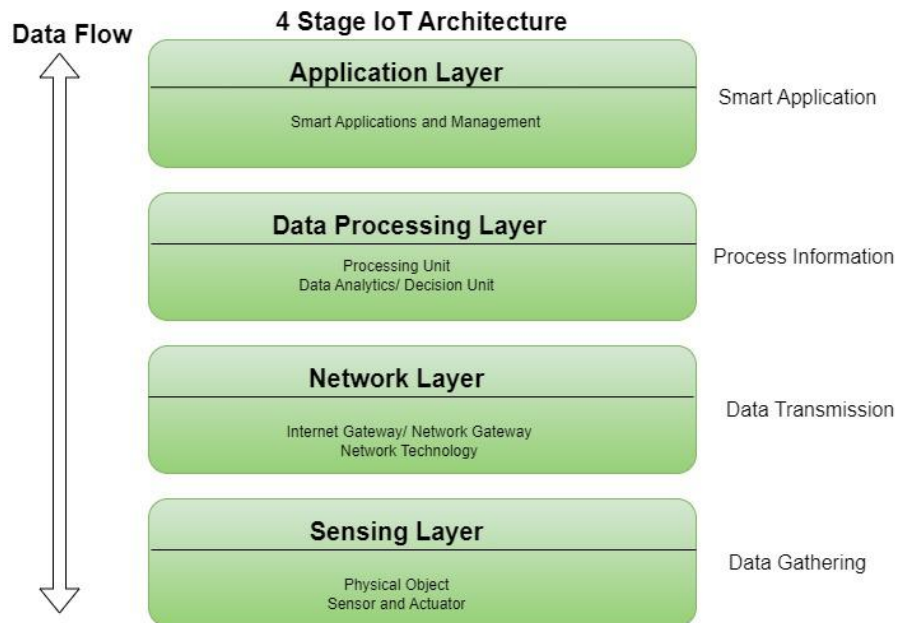 4 Stage IoT Architecture
Data Flow
Application Layer
Smart Applications and Management
Smart Application
Data Processing Layer
Processing Unit
Data Analytics/ Decision Unit
Process Information
Network Layer
Internet Gateway/ Network Gateway
Network Technology
Data Transmission
Sensing Layer
Physical Object
Sensor and Actuator
Data Gathering